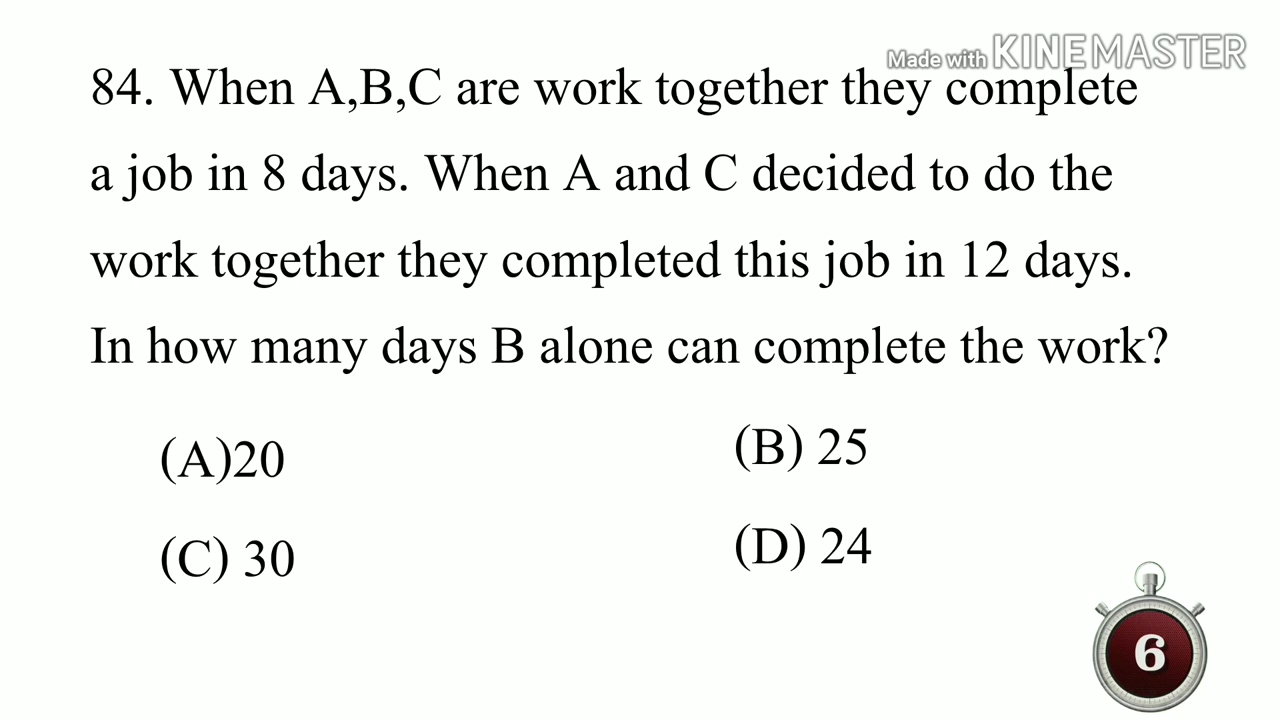 Made with KINEMASTER
84. When A,B,C are work together they complete
a job in 8 days. When A and C decided to do the
work together they completed this job in 12 days.
In how many days B alone can complete the work?
(A)20
(B) 25
(C) 30
(D) 24
6